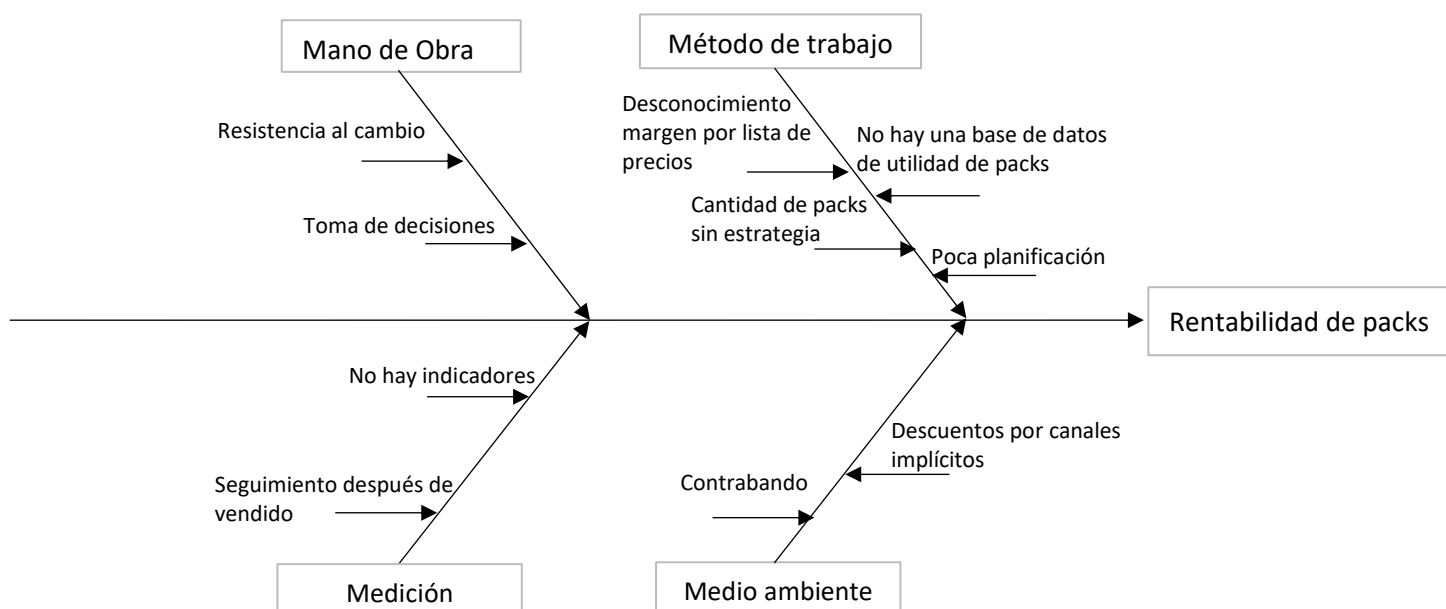 Mano de Obra
Método de trabajo
Resistencia al cambio
Toma de decisiones
Desconocimiento
margen por lista de
precios
No hay una base de datos
de utilidad de packs
Cantidad de packs
sin estrategia
Poca planificación
Rentabilidad de packs
No hay indicadores
Seguimiento después de
vendido
Descuentos por canales
implícitos
Contrabando
Medición
Medio ambiente